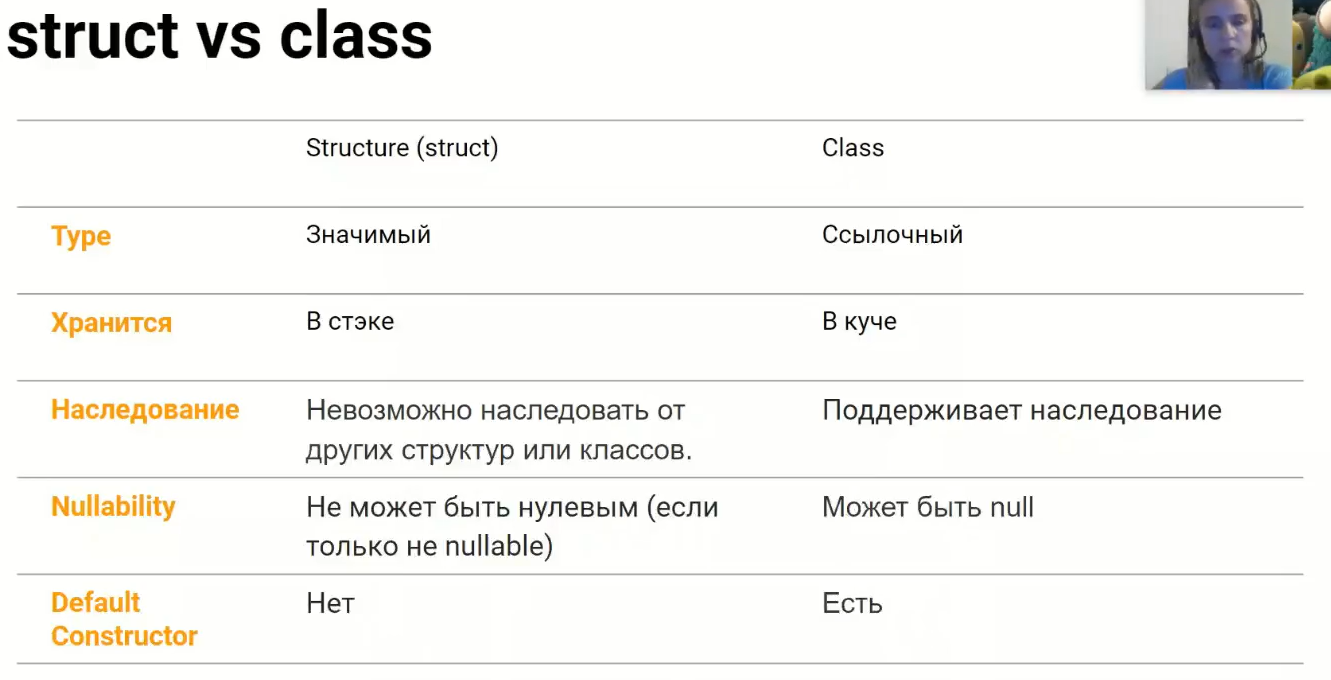 struct vs class
Structure (struct)
Class
Type
Значимый
Ссылочный
Хранится
В стэке
В куче
Наследование
Невозможно наследовать от
других структур или классов.
Поддерживает наследование
Nullability
Не может быть нулевым (если
только не nullable)
Может быть null
Default
Constructor
Нет
Есть